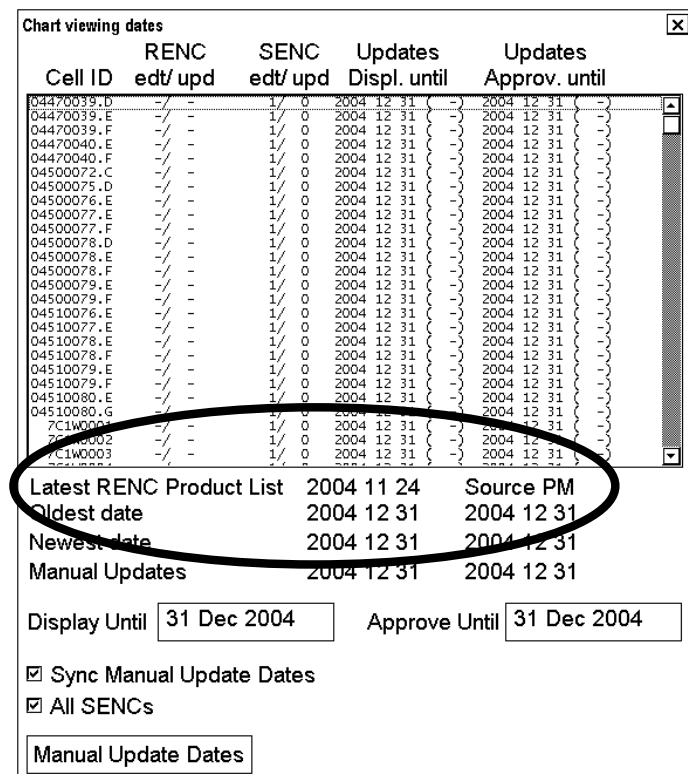 Chart viewing dates
RENC SENC Updates Updates
Cell ID edt/ upd edt/ upd Displ. until Approv. until
04470039.D -/ - 1/ 0 2004 12 31 ( -) 2004 12 31 ( -)
04470039.E -/ - 1/ 0 2004 12 31 ( -) 2004 12 31 ( -)
04470039.F -/ - 1/ 0 2004 12 31 ( -) 2004 12 31 ( -)
04470040.E -/ - 1/ 0 2004 12 31 ( -) 2004 12 31 ( -)
04470040.F -/ - 1/ 0 2004 12 31 ( -) 2004 12 31 ( -)
04500072.C -/ - 1/ 0 2004 12 31 ( -) 2004 12 31 ( -)
04500075.D -/ - 1/ 0 2004 12 31 ( -) 2004 12 31 ( -)
04500076.E -/ - 1/ 0 2004 12 31 ( -) 2004 12 31 ( -)
04500077.E -/ - 1/ 0 2004 12 31 ( -) 2004 12 31 ( -)
04500077.F -/ - 1/ 0 2004 12 31 ( -) 2004 12 31 ( -)
04500078.D -/ - 1/ 0 2004 12 31 ( -) 2004 12 31 ( -)
04500078.E -/ - 1/ 0 2004 12 31 ( -) 2004 12 31 ( -)
04500078.F -/ - 1/ 0 2004 12 31 ( -) 2004 12 31 ( -)
04500079.E -/ - 1/ 0 2004 12 31 ( -) 2004 12 31 ( -)
04500079.F -/ - 1/ 0 2004 12 31 ( -) 2004 12 31 ( -)
04510076.E -/ - 1/ 0 2004 12 31 ( -) 2004 12 31 ( -)
04510077.E -/ - 1/ 0 2004 12 31 ( -) 2004 12 31 ( -)
04510078.E -/ - 1/ 0 2004 12 31 ( -) 2004 12 31 ( -)
04510078.F -/ - 1/ 0 2004 12 31 ( -) 2004 12 31 ( -)
04510079.E -/ - 1/ 0 2004 12 31 ( -) 2004 12 31 ( -)
04510079.F -/ - 1/ 0 2004 12 31 ( -) 2004 12 31 ( -)
04510080.E -/ - 1/ 0 2004 12 31 ( -) 2004 12 31 ( -)
04510080.G -/ - 1/ 0 2004 12 31 ( -) 2004 12 31 ( -)
7C1W0001 -/ - 1/ 0 2004 12 31 ( -) 2004 12 31 ( -)
7C1W0002 -/ - 1/ 0 2004 12 31 ( -) 2004 12 31 ( -)
7C1W0003 -/ - 1/ 0 2004 12 31 ( -) 2004 12 31 ( -)
Latest RENC Product List 2004 11 24 Source PM
Oldest date 2004 12 31 2004 12 31
Newest date 2004 12 31 2004 12 31
Manual Updates 2004 12 31 2004 12 31
Display Until 31 Dec 2004 Approve Until 31 Dec 2004
Sync Manual Update Dates
All SENCs
Manual Update Dates